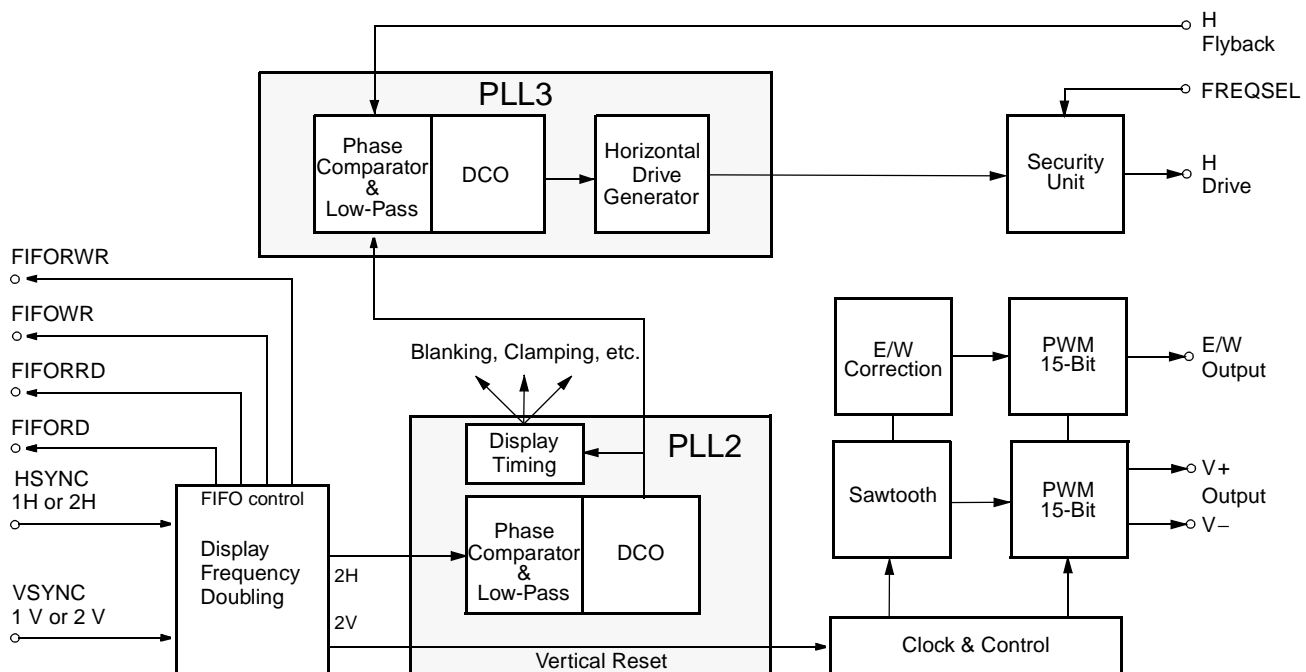 H
Flyback
FREQSEL
PLL3
Phase
Comparator
&
Low-Pass
DCO
Horizontal
Drive
Generator
Security
Unit
H
Drive
FIFORWR
FIFOWR
FIFORRD
FIFORD
HSYNC
1H or 2H
VSYNC
1 V or 2 V
FIFO control
Display
Frequency
Doubling
2H
2V
Blanking, Clamping, etc.
PLL2
Display
Timing
Phase
Comparator
&
Low-Pass
DCO
Vertical Reset
E/W
Correction
PWM
15-Bit
E/W
Output
Sawtooth
PWM
15-Bit
V+
Output
V−
Clock & Control